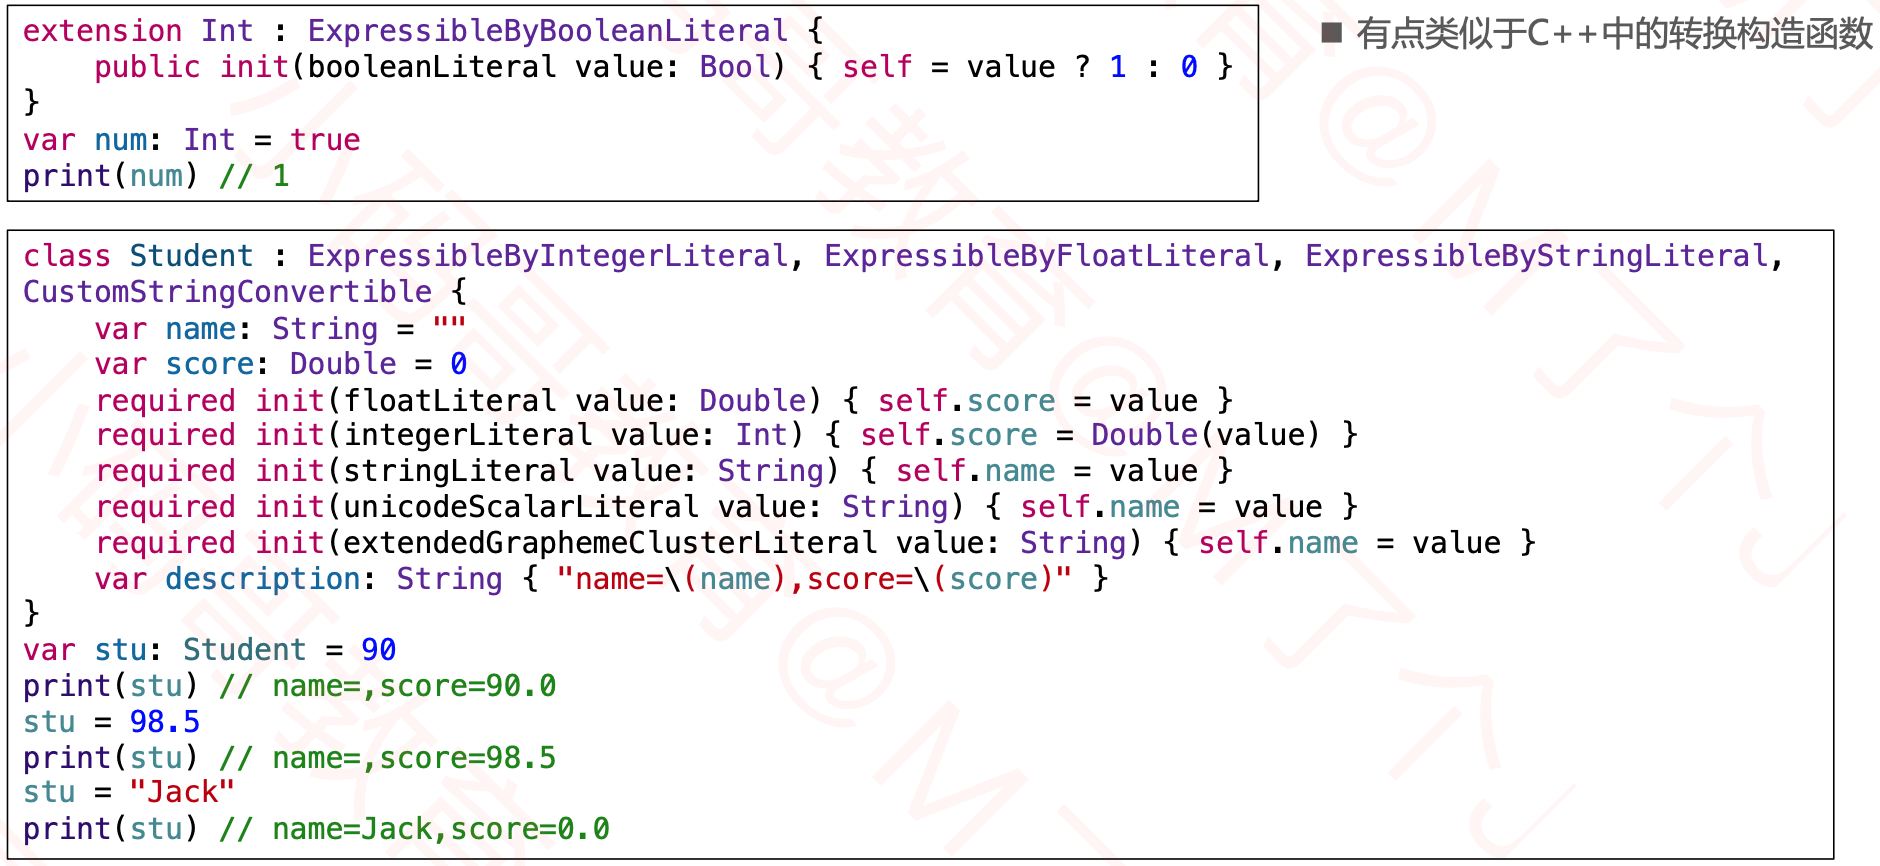 extension Int : ExpressibleByBooleanLiteral {
    public init(booleanLiteral value: Bool) { self = value ? 1 : 0 }
}
var num: Int = true
print(num) // 1
■ 有点类似于C++中的转换构造函数
class Student : ExpressibleByIntegerLiteral, ExpressibleByFloatLiteral, ExpressibleByStringLiteral,
CustomStringConvertible {
    var name: String = ""
    var score: Double = 0
    required init(floatLiteral value: Double) { self.score = value }
    required init(integerLiteral value: Int) { self.score = Double(value) }
    required init(stringLiteral value: String) { self.name = value }
    required init(unicodeScalarLiteral value: String) { self.name = value }
    required init(extendedGraphemeClusterLiteral value: String) { self.name = value }
    var description: String { "name=\(name),score=\(score)" }
}
var stu: Student = 90
print(stu) // name=,score=90.0
stu = 98.5
print(stu) // name=,score=98.5
stu = "Jack"
print(stu) // name=Jack,score=0.0